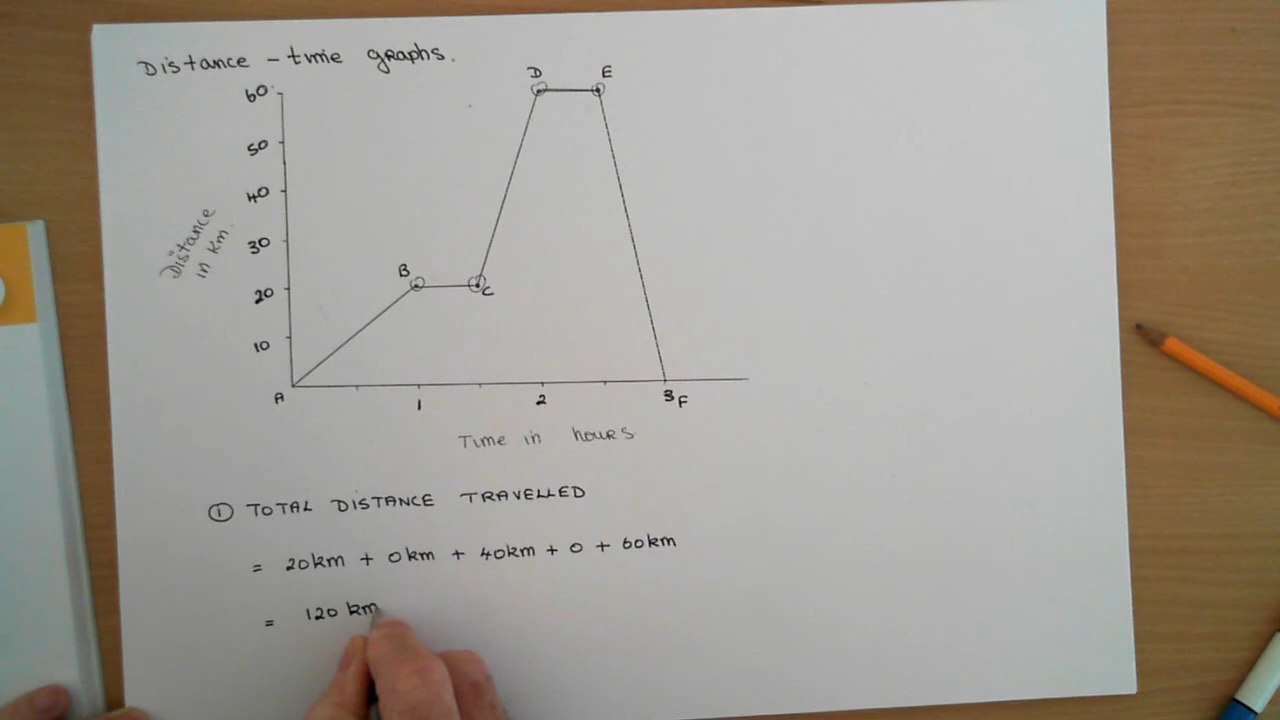 Distance - time graphs.
D E
60
50
40
Distance
in km.
30
B
20
C
10
A
1 2 3 F
Time in hours
① TOTAL DISTANCE TRAVELLED
= 20km + 0km + 40km + 0 + 60km
= 120 km